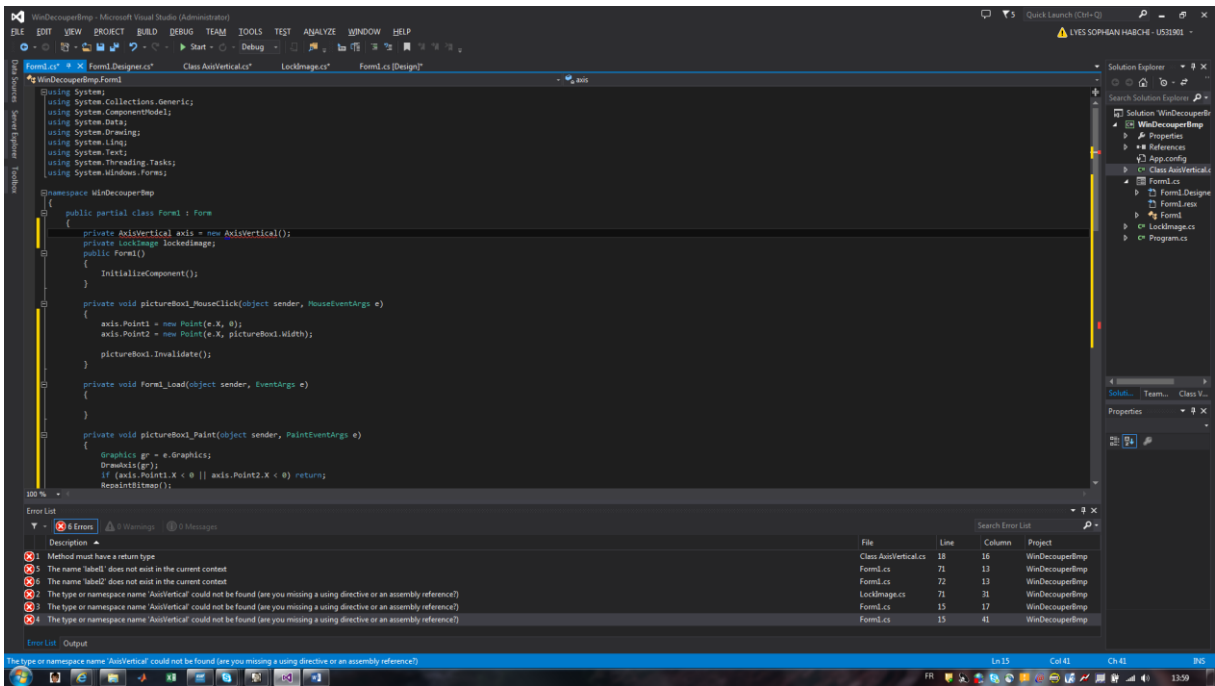 WinDecouperBmp - Microsoft Visual Studio (Administrator)
5 Quick Launch (Ctrl+Q)
FILE EDIT VIEW PROJECT BUILD DEBUG TEAM TOOLS TEST ANALYZE WINDOW HELP
LYES SOPHIAN HABCHI - U531901
Start Debug
Form1.cs* Form1.Designer.cs* Class AxisVertical.cs* LockImage.cs* Form1.cs [Design]*
WinDecouperBmp.Form1 axis
Data Sources
Server Explorer
Toolbox
using System;
using System.Collections.Generic;
using System.ComponentModel;
using System.Data;
using System.Drawing;
using System.Linq;
using System.Text;
using System.Threading.Tasks;
using System.Windows.Forms;
namespace WinDecouperBmp
{
public partial class Form1 : Form
{
private AxisVertical axis = new AxisVertical();
private LockImage lockedimage;
public Form1()
{
InitializeComponent();
}
private void pictureBox1_MouseClick(object sender, MouseEventArgs e)
{
axis.Point1 = new Point(e.X, 0);
axis.Point2 = new Point(e.X, pictureBox1.Width);
pictureBox1.Invalidate();
}
private void Form1_Load(object sender, EventArgs e)
{
}
private void pictureBox1_Paint(object sender, PaintEventArgs e)
{
Graphics gr = e.Graphics;
DrawAxis(gr);
if (axis.Point1.X < 0 || axis.Point2.X < 0) return;
RepaintBitmap();
100 %
Solution Explorer
Search Solution Explorer
Solution 'WinDecouperBr
WinDecouperBmp
Properties
References
App.config
Class AxisVertical.c
Form1.cs
Form1.Designe
Form1.resx
Form1
LockImage.cs
Program.cs
Soluti... Team... Class V...
Properties
Error List
6 Errors 0 Warnings 0 Messages Search Error List
Description File Line Column Project
1 Method must have a return type Class AxisVertical.cs 18 16 WinDecouperBmp
5 The name 'label1' does not exist in the current context Form1.cs 71 13 WinDecouperBmp
6 The name 'label2' does not exist in the current context Form1.cs 72 13 WinDecouperBmp
2 The type or namespace name 'AxisVertical' could not be found (are you missing a using directive or an assembly reference?) LockImage.cs 71 31 WinDecouperBmp
3 The type or namespace name 'AxisVertical' could not be found (are you missing a using directive or an assembly reference?) Form1.cs 15 17 WinDecouperBmp
4 The type or namespace name 'AxisVertical' could not be found (are you missing a using directive or an assembly reference?) Form1.cs 15 41 WinDecouperBmp
Error List Output
The type or namespace name 'AxisVertical' could not be found (are you missing a using directive or an assembly reference?) Ln 15 Col 41 Ch 41 INS
FR 13:59